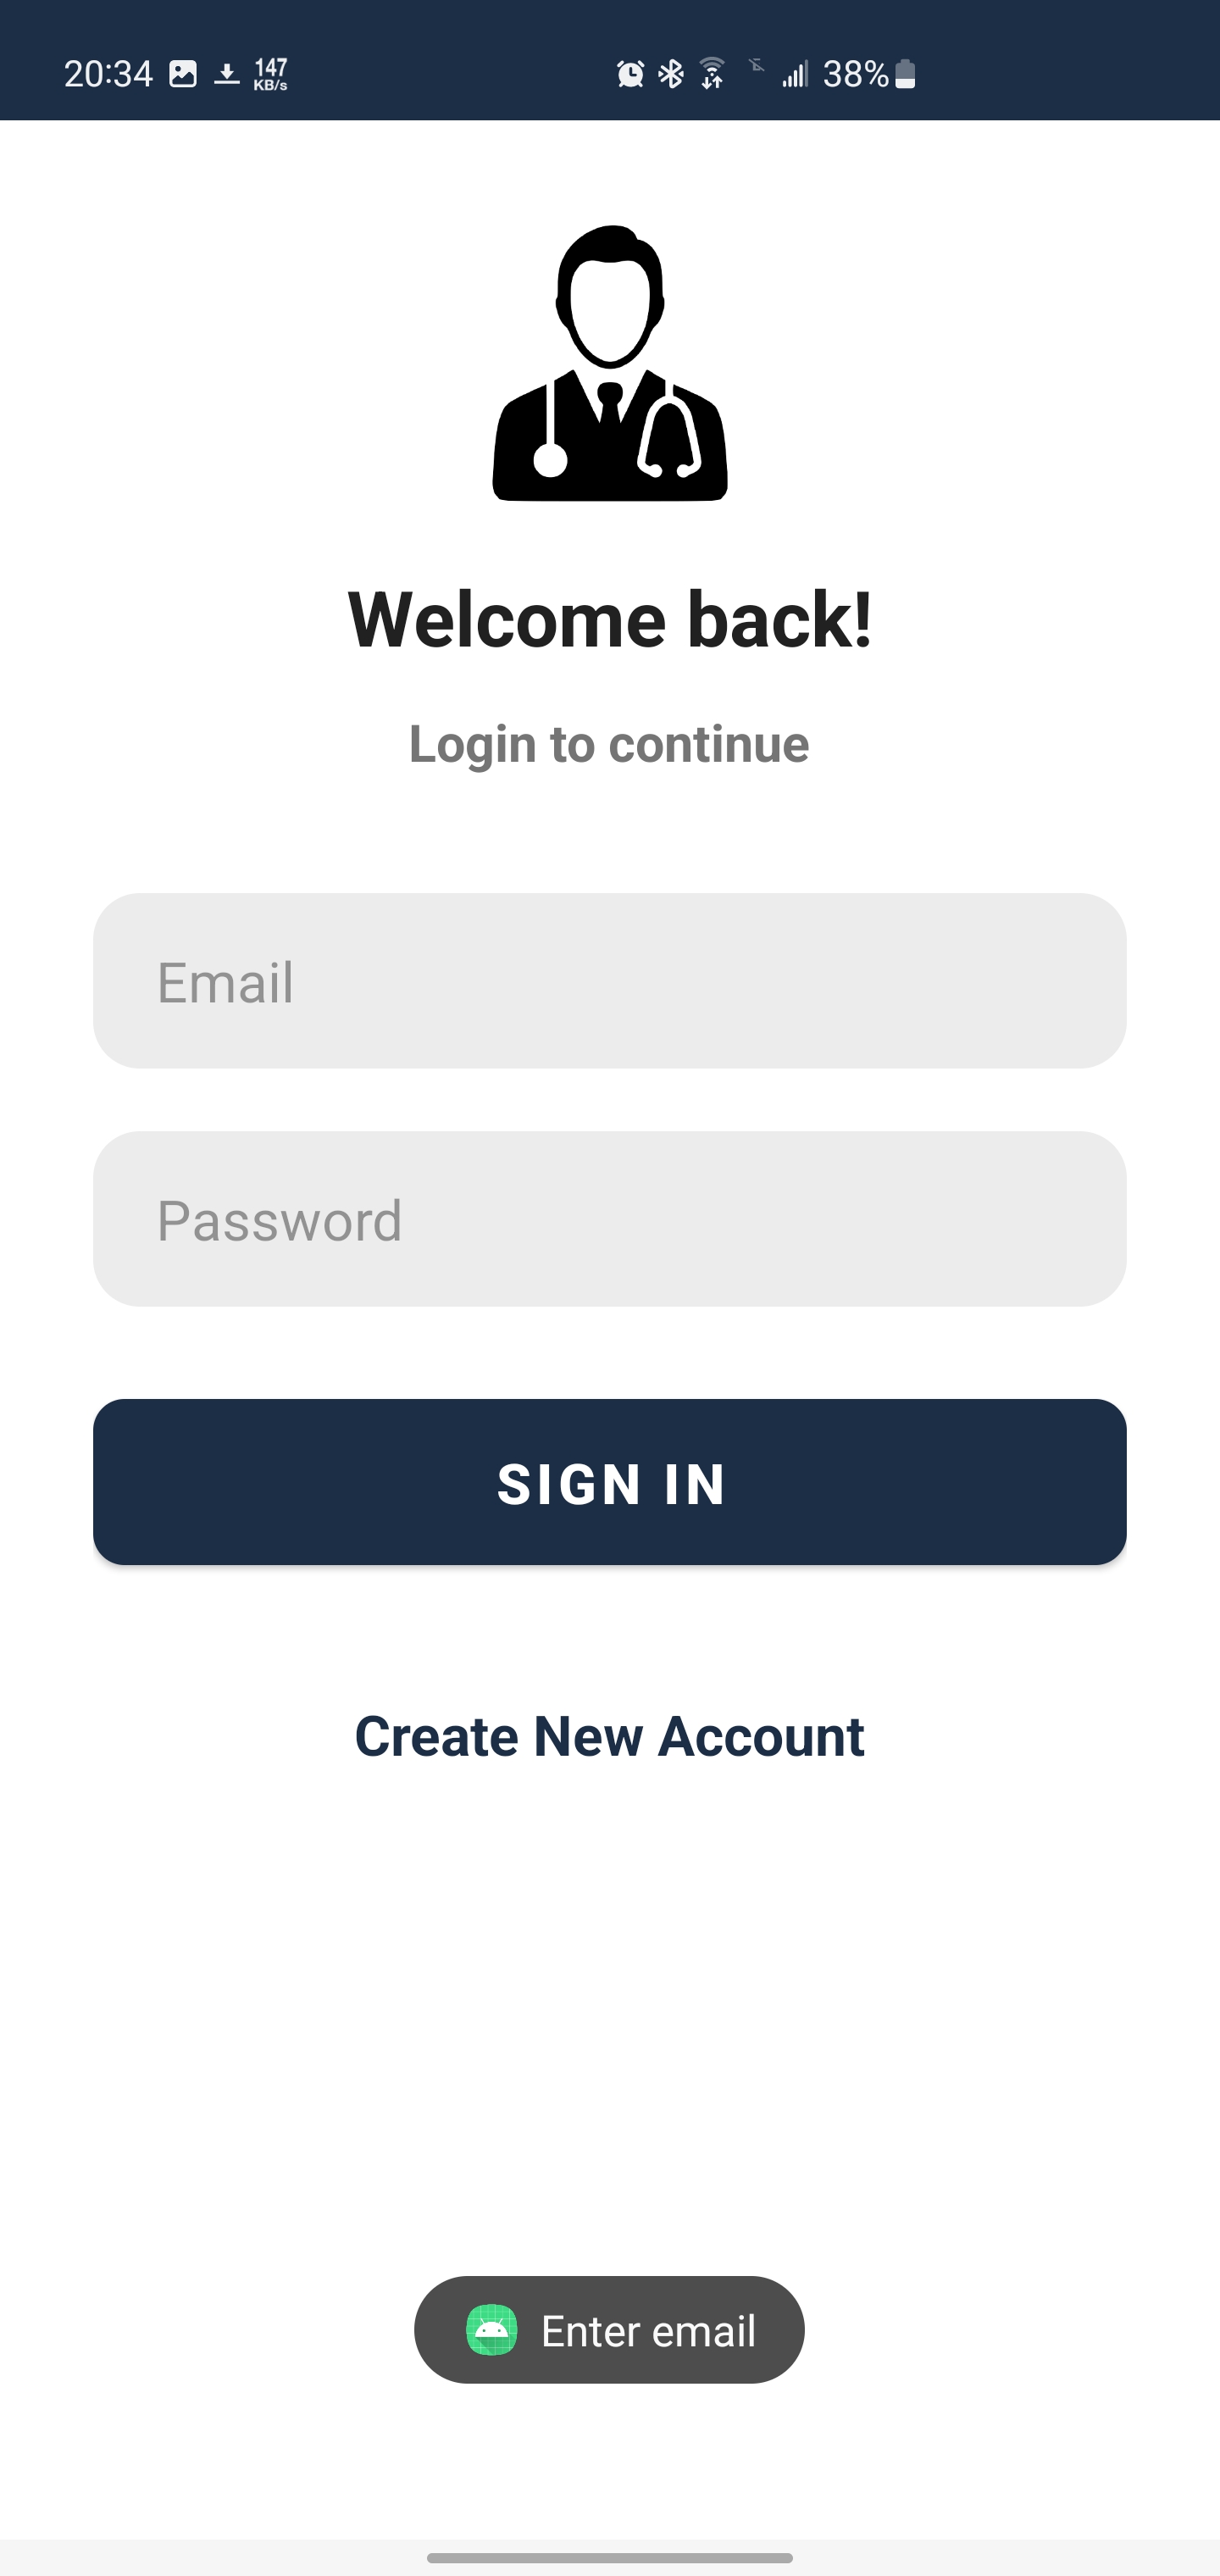 20:34 147 KB/s 38%
Welcome back!
Login to continue
Email
Password
SIGN IN
Create New Account
Enter email